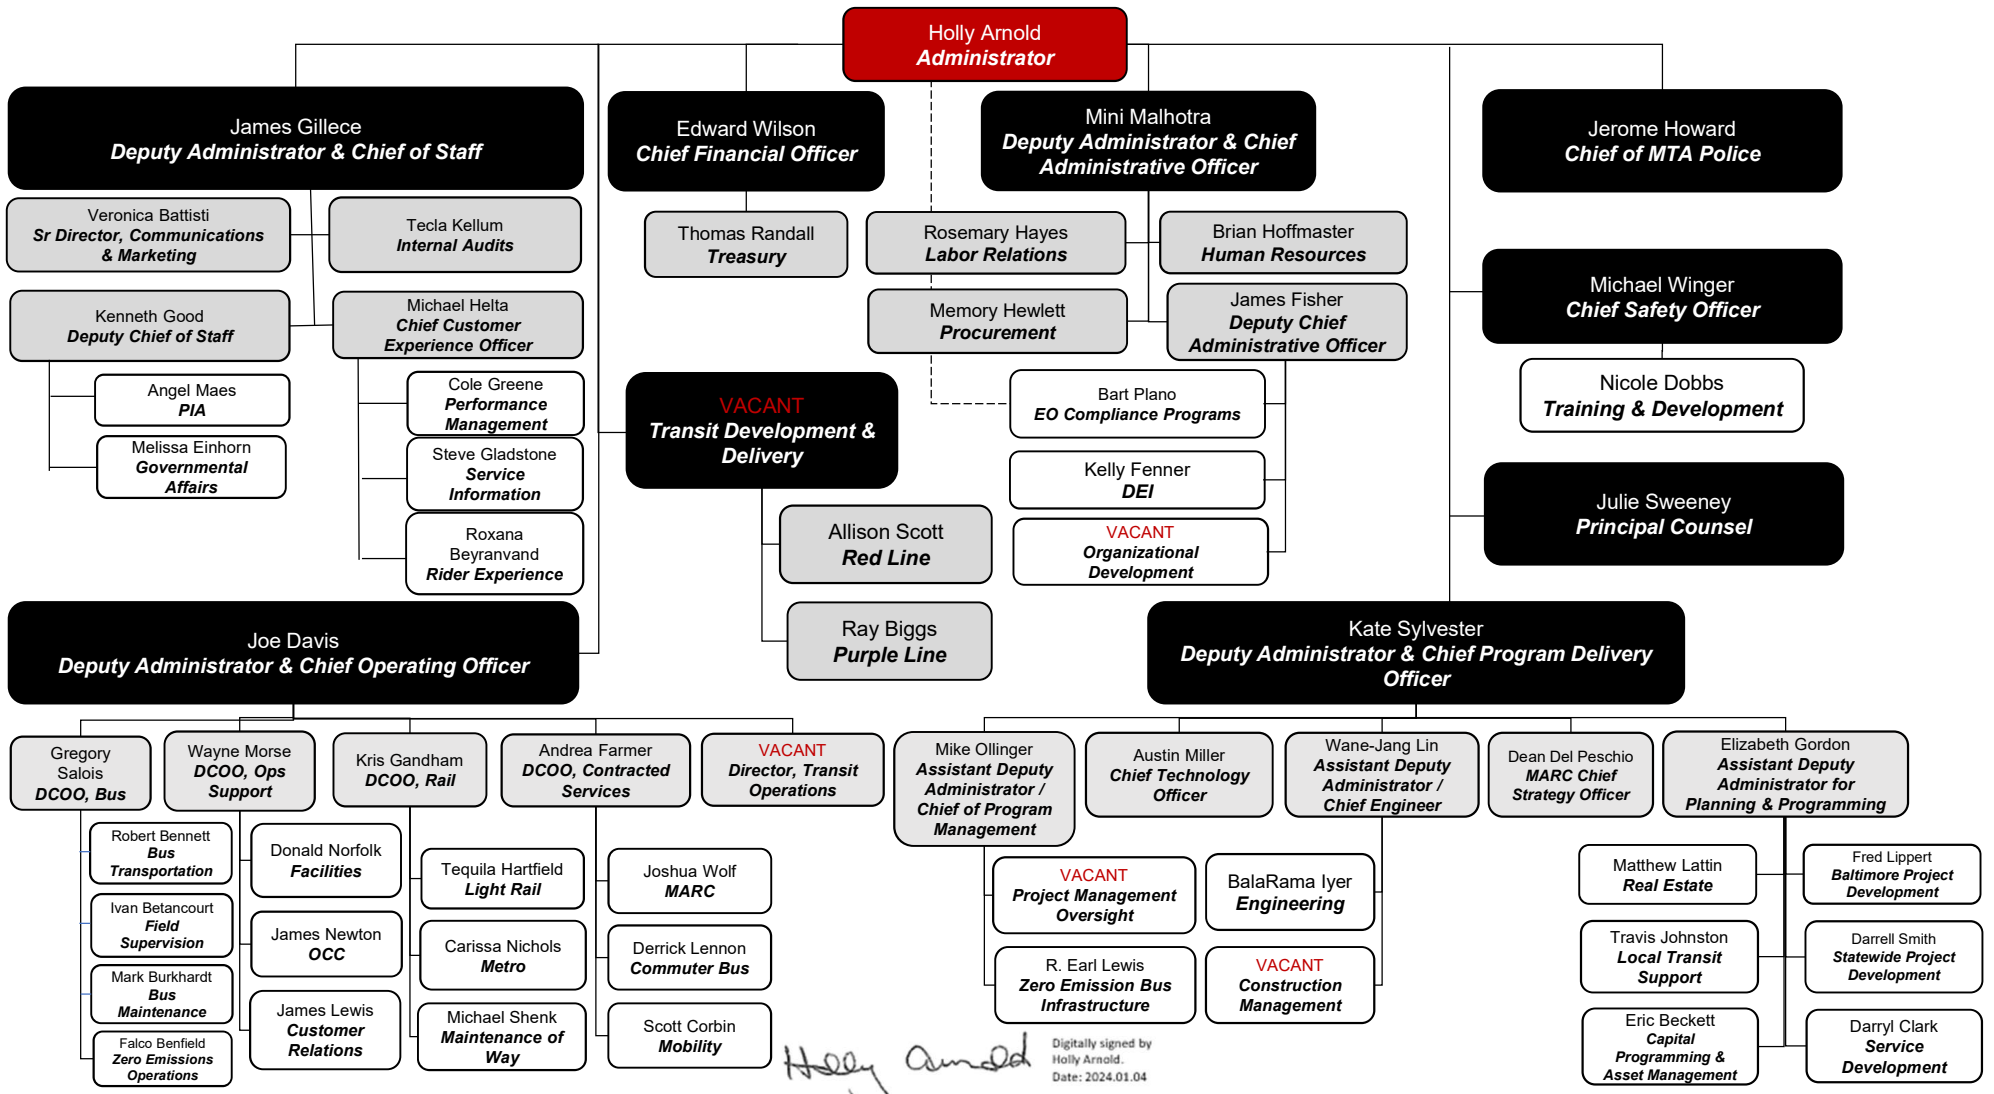 Holly Arnold
Administrator
James Gillece
Deputy Administrator & Chief of Staff
Edward Wilson
Chief Financial Officer
Mini Malhotra
Deputy Administrator & Chief
Administrative Officer
Jerome Howard
Chief of MTA Police
Veronica Battisti
Sr Director, Communications
& Marketing
Tecla Kellum
Internal Audits
Thomas Randall
Treasury
Rosemary Hayes
Labor Relations
Brian Hoffmaster
Human Resources
Michael Winger
Chief Safety Officer
Kenneth Good
Deputy Chief of Staff
Michael Helta
Chief Customer
Experience Officer
Memory Hewlett
Procurement
James Fisher
Deputy Chief
Administrative Officer
Nicole Dobbs
Training & Development
Angel Maes
PIA
Melissa Einhorn
Governmental
Affairs
Cole Greene
Performance
Management
Steve Gladstone
Service
Information
Roxana
Beyranvand
Rider Experience
VACANT
Transit Development &
Delivery
Allison Scott
Red Line
Ray Biggs
Purple Line
Bart Plano
EO Compliance Programs
Kelly Fenner
DEI
VACANT
Organizational
Development
Julie Sweeney
Principal Counsel
Joe Davis
Deputy Administrator & Chief Operating Officer
Kate Sylvester
Deputy Administrator & Chief Program Delivery
Officer
Gregory
Salois
DCOO, Bus
Wayne Morse
DCOO, Ops
Support
Kris Gandham
DCOO, Rail
Andrea Farmer
DCOO, Contracted
Services
VACANT
Director, Transit
Operations
Mike Ollinger
Assistant Deputy
Administrator /
Chief of Program
Management
Austin Miller
Chief Technology
Officer
Wane-Jang Lin
Assistant Deputy
Administrator /
Chief Engineer
Dean Del Peschio
MARC Chief
Strategy Officer
Elizabeth Gordon
Assistant Deputy
Administrator for
Planning & Programming
Robert Bennett
Bus
Transportation
Ivan Betancourt
Field
Supervision
Mark Burkhardt
Bus
Maintenance
Falco Benfield
Zero Emissions
Operations
Donald Norfolk
Facilities
James Newton
OCC
James Lewis
Customer
Relations
Tequila Hartfield
Light Rail
Carissa Nichols
Metro
Michael Shenk
Maintenance of
Way
Joshua Wolf
MARC
Derrick Lennon
Commuter Bus
Scott Corbin
Mobility
VACANT
Project Management
Oversight
R. Earl Lewis
Zero Emission Bus
Infrastructure
BalaRama Iyer
Engineering
VACANT
Construction
Management
Matthew Lattin
Real Estate
Travis Johnston
Local Transit
Support
Eric Beckett
Capital
Programming &
Asset Management
Fred Lippert
Baltimore Project
Development
Darrell Smith
Statewide Project
Development
Darryl Clark
Service
Development
Holly Arnold
Digitally signed by
Holly Arnold.
Date: 2024.01.04